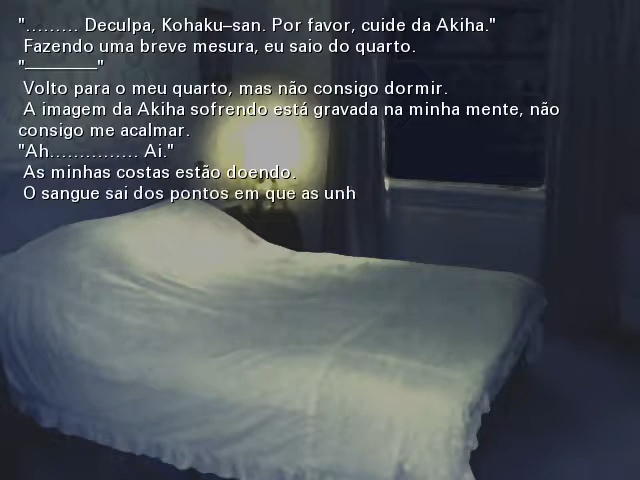 "......... Deculpa, Kohaku–san. Por favor, cuide da Akiha."
Fazendo uma breve mesura, eu saio do quarto.
"――――"
Volto para o meu quarto, mas não consigo dormir.
A imagem da Akiha sofrendo está gravada na minha mente, não
consigo me acalmar.
"Ah............... Ai."
As minhas costas estão doendo.
O sangue sai dos pontos em que as unh